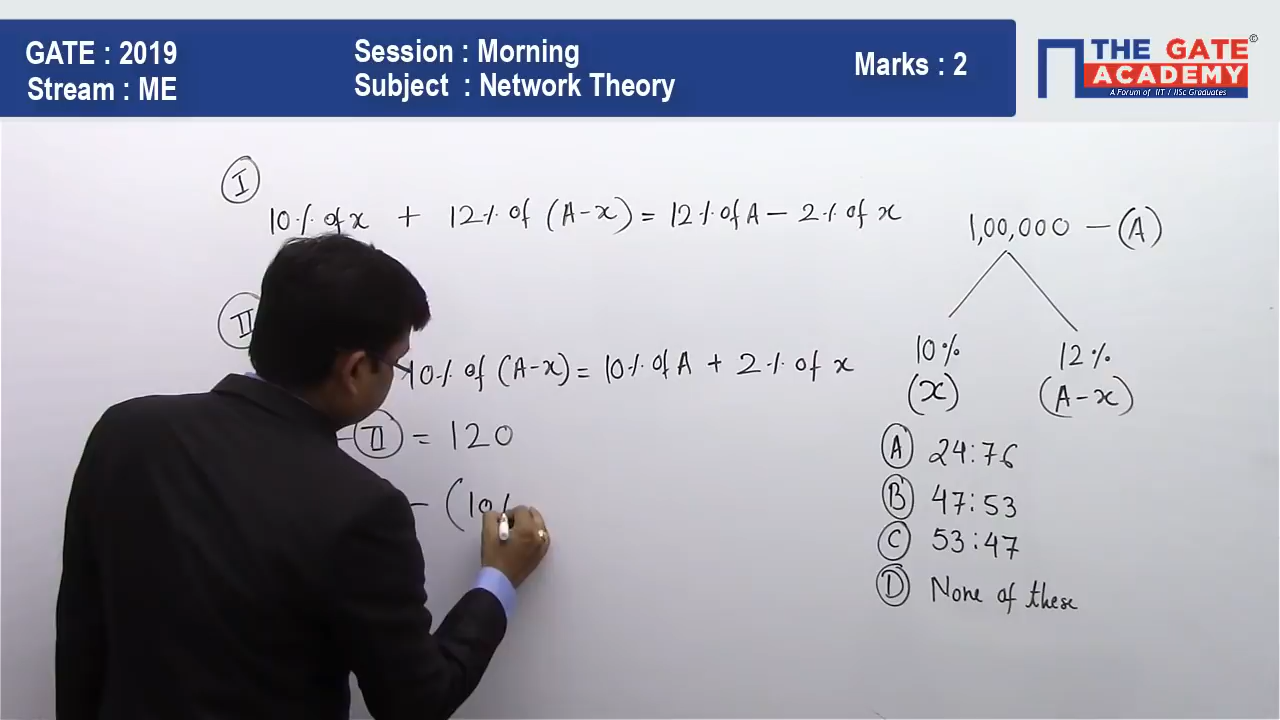 GATE : 2019
Stream : ME
Session : Morning
Subject : Network Theory
Marks : 2
THE GATE
ACADEMY
©
A Forum of IIT / IISc Graduates
I
10% of x + 12% of (A-x) = 12% of A - 2% of x
II
10% of (A-x) = 10% of A + 2% of x
- II = 120
- (10%
1,00,000 - A
10% 12%
(x) (A-x)
A 24:76
B 47:53
C 53:47
D None of these